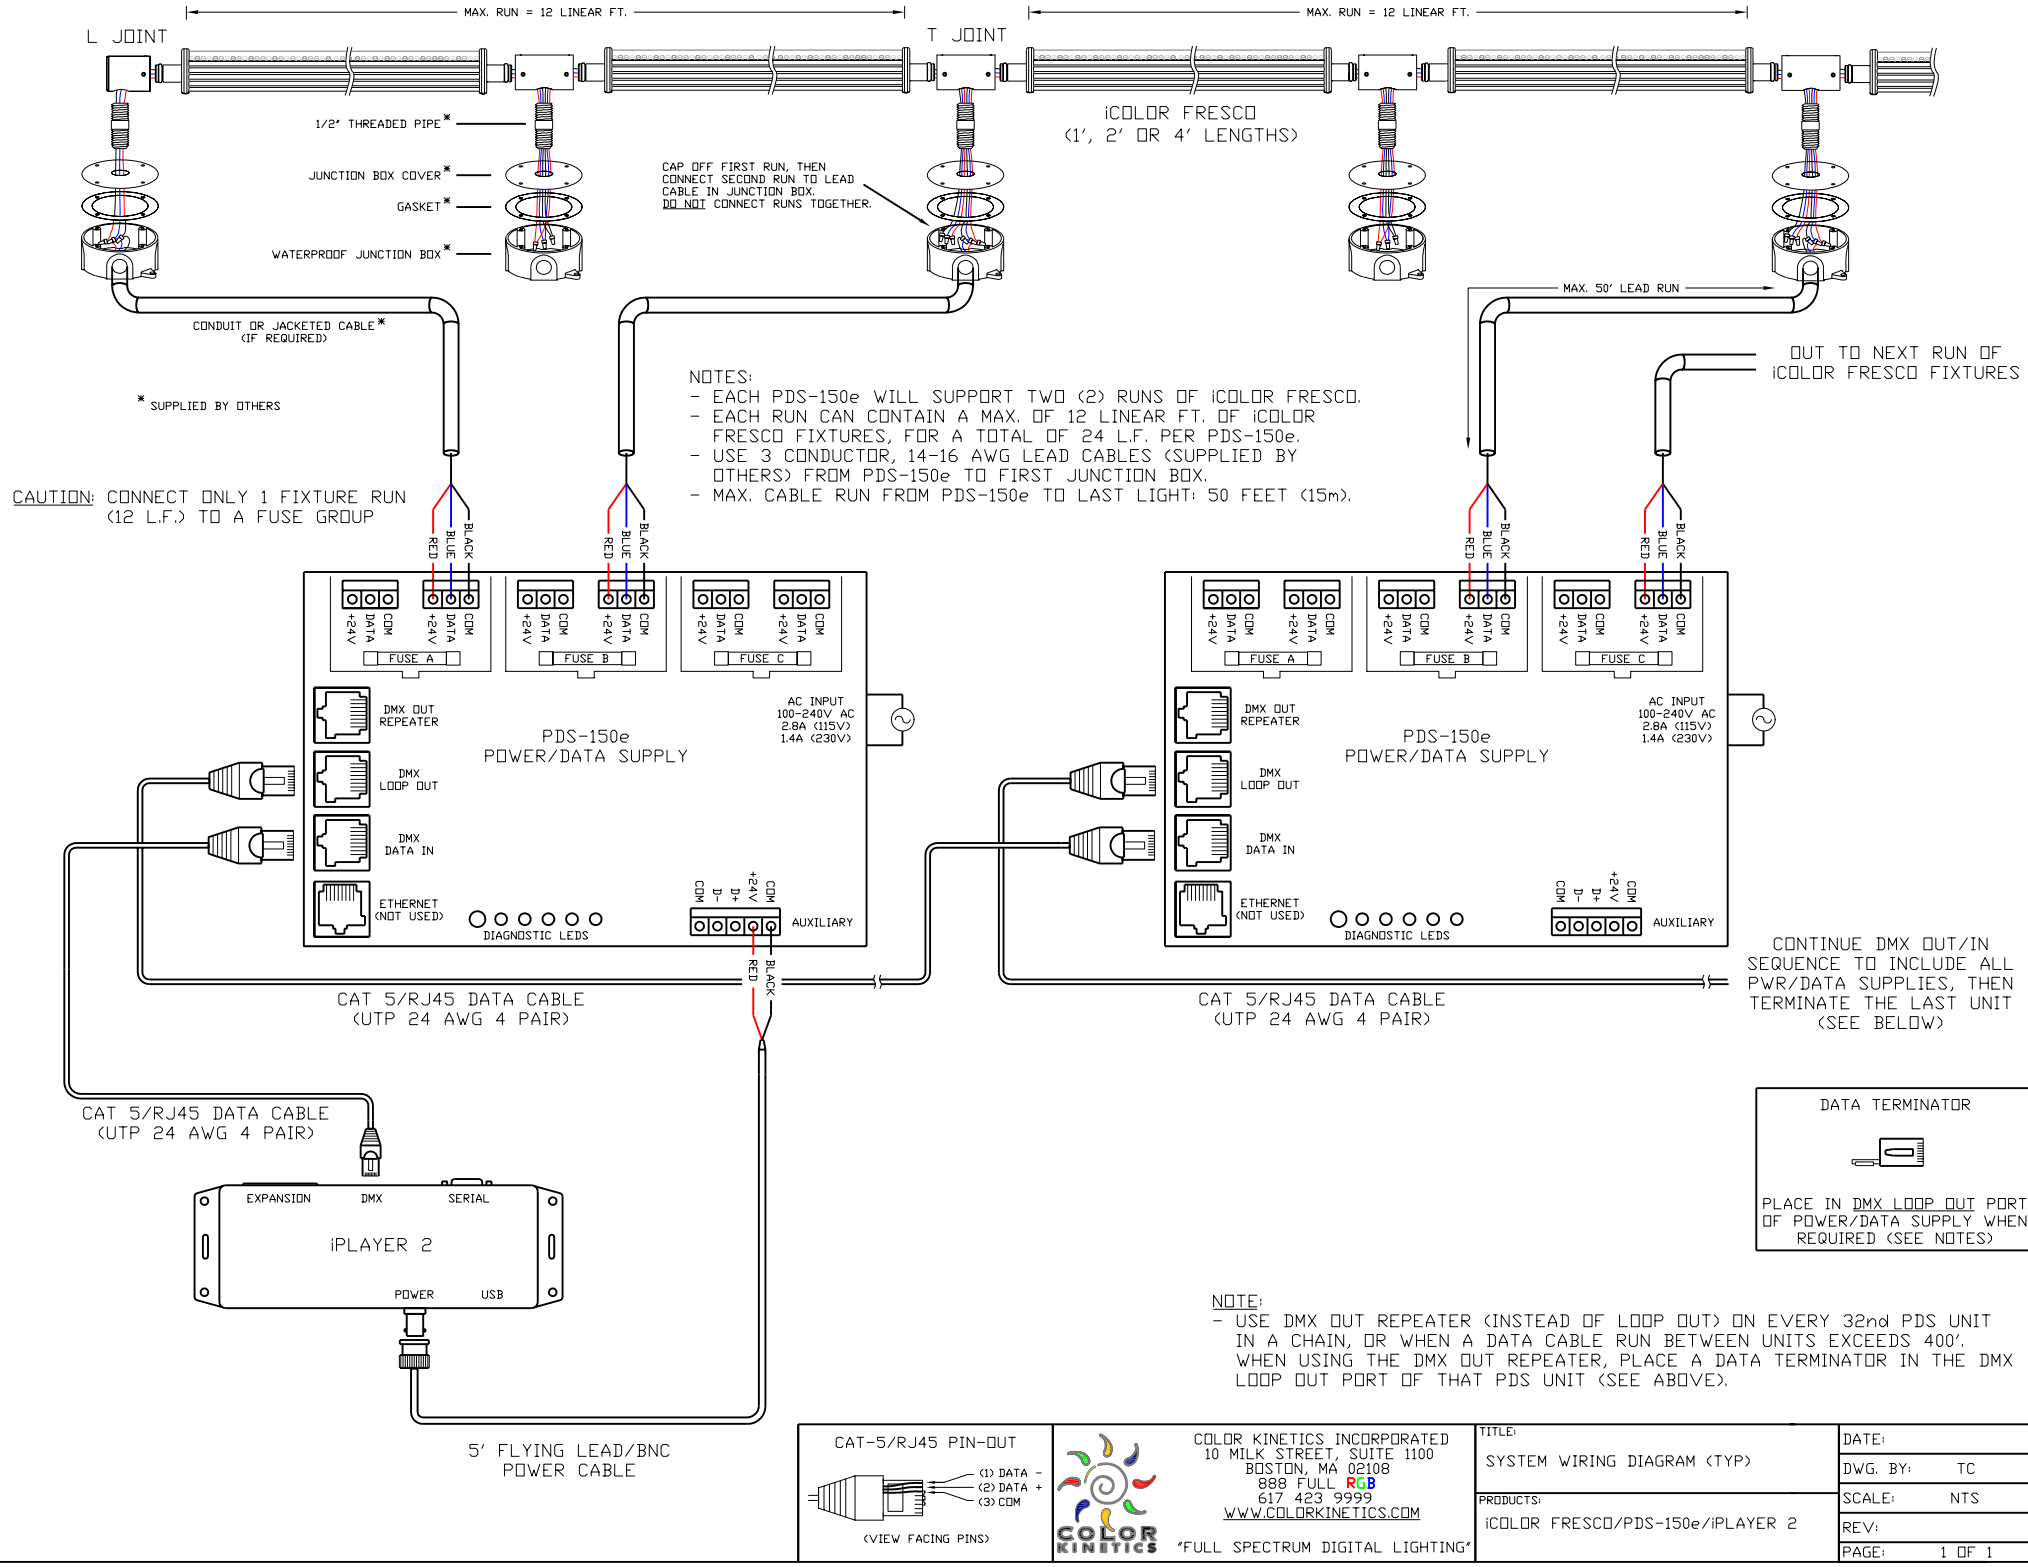 MAX. RUN = 12 LINEAR FT.
MAX. RUN = 12 LINEAR FT.
L JOINT
T JOINT
iCOLOR FRESCO
(1', 2' OR 4' LENGTHS)
1/2" THREADED PIPE*
JUNCTION BOX COVER*
GASKET*
WATERPROOF JUNCTION BOX*
CAP OFF FIRST RUN, THEN
CONNECT SECOND RUN TO LEAD
CABLE IN JUNCTION BOX.
DO NOT CONNECT RUNS TOGETHER.
MAX. 50' LEAD RUN
CONDUIT OR JACKETED CABLE*
(IF REQUIRED)
* SUPPLIED BY OTHERS
OUT TO NEXT RUN OF
iCOLOR FRESCO FIXTURES
NOTES:
- EACH PDS-150e WILL SUPPORT TWO (2) RUNS OF iCOLOR FRESCO.
- EACH RUN CAN CONTAIN A MAX. OF 12 LINEAR FT. OF iCOLOR
FRESCO FIXTURES, FOR A TOTAL OF 24 L.F. PER PDS-150e.
- USE 3 CONDUCTOR, 14-16 AWG LEAD CABLES (SUPPLIED BY
OTHERS) FROM PDS-150e TO FIRST JUNCTION BOX.
- MAX. CABLE RUN FROM PDS-150e TO LAST LIGHT: 50 FEET (15m).
CAUTION: CONNECT ONLY 1 FIXTURE RUN
(12 L.F.) TO A FUSE GROUP
RED BLUE BLACK
RED BLUE BLACK
RED BLUE BLACK
RED BLUE BLACK
+24V DATA COM +24V DATA COM
+24V DATA COM +24V DATA COM
+24V DATA COM +24V DATA COM
FUSE A
FUSE B
FUSE C
DMX OUT
REPEATER
DMX
LOOP OUT
DMX
DATA IN
ETHERNET
(NOT USED)
PDS-150e
POWER/DATA SUPPLY
AC INPUT
100-240V AC
2.8A (115V)
1.4A (230V)
DIAGNOSTIC LEDS
COM D- D+ +24V COM
AUXILIARY
RED BLACK
+24V DATA COM +24V DATA COM
+24V DATA COM +24V DATA COM
+24V DATA COM +24V DATA COM
FUSE A
FUSE B
FUSE C
DMX OUT
REPEATER
DMX
LOOP OUT
DMX
DATA IN
ETHERNET
(NOT USED)
PDS-150e
POWER/DATA SUPPLY
AC INPUT
100-240V AC
2.8A (115V)
1.4A (230V)
DIAGNOSTIC LEDS
COM D- D+ +24V COM
AUXILIARY
CAT 5/RJ45 DATA CABLE
(UTP 24 AWG 4 PAIR)
CAT 5/RJ45 DATA CABLE
(UTP 24 AWG 4 PAIR)
CONTINUE DMX OUT/IN
SEQUENCE TO INCLUDE ALL
PWR/DATA SUPPLIES, THEN
TERMINATE THE LAST UNIT
(SEE BELOW)
CAT 5/RJ45 DATA CABLE
(UTP 24 AWG 4 PAIR)
EXPANSION
DMX
SERIAL
iPLAYER 2
POWER
USB
5' FLYING LEAD/BNC
POWER CABLE
DATA TERMINATOR
PLACE IN DMX LOOP OUT PORT
OF POWER/DATA SUPPLY WHEN
REQUIRED (SEE NOTES)
NOTE:
- USE DMX OUT REPEATER (INSTEAD OF LOOP OUT) ON EVERY 32nd PDS UNIT
IN A CHAIN, OR WHEN A DATA CABLE RUN BETWEEN UNITS EXCEEDS 400'.
WHEN USING THE DMX OUT REPEATER, PLACE A DATA TERMINATOR IN THE DMX
LOOP OUT PORT OF THAT PDS UNIT (SEE ABOVE).
CAT-5/RJ45 PIN-OUT
(1) DATA -
(2) DATA +
(3) COM
(VIEW FACING PINS)
COLOR
KINETICS
COLOR KINETICS INCORPORATED
10 MILK STREET, SUITE 1100
BOSTON, MA 02108
888 FULL RGB
617 423 9999
WWW.COLORKINETICS.COM
"FULL SPECTRUM DIGITAL LIGHTING"
TITLE:
SYSTEM WIRING DIAGRAM (TYP)
PRODUCTS:
iCOLOR FRESCO/PDS-150e/iPLAYER 2
DATE:
DWG. BY: TC
SCALE: NTS
REV:
PAGE: 1 OF 1